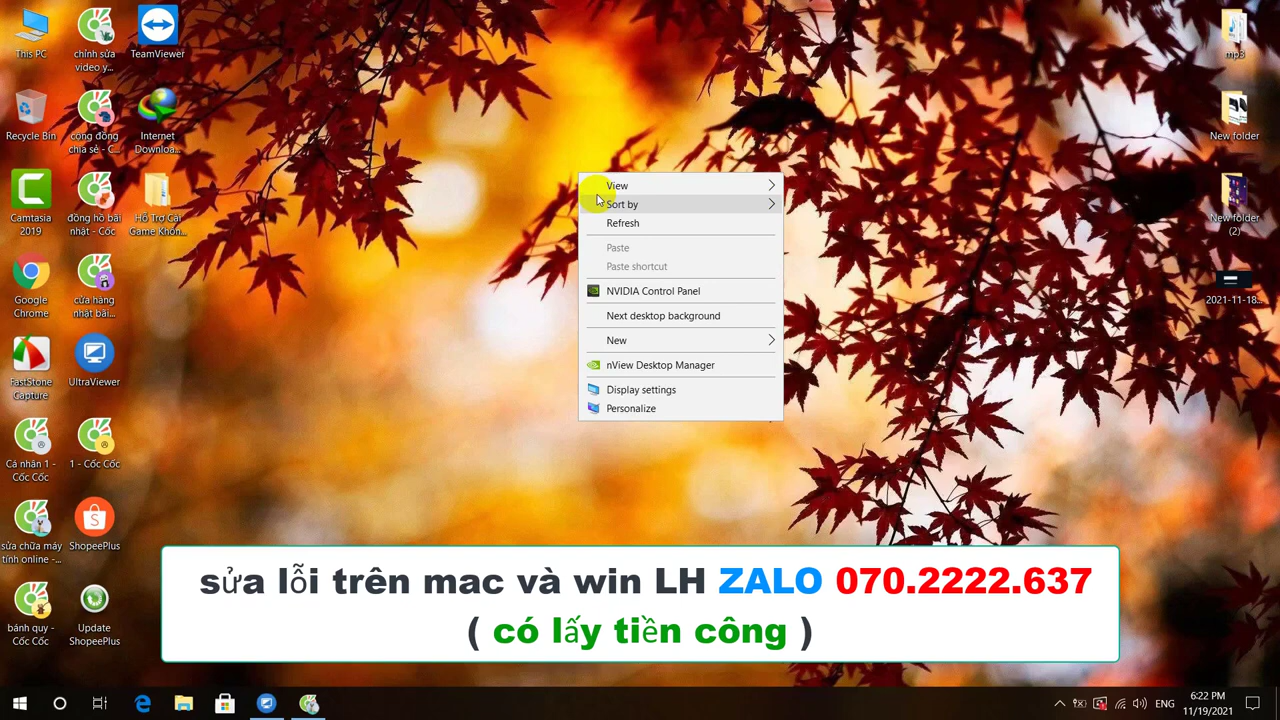 This PC
chỉnh sửa
video y...
TeamViewer
Recycle Bin
cộng đồng
chia sẻ - C...
Internet
Downloa...
Camtasia
2019
đồng hồ bãi
nhật - Cốc
Hỗ Trợ Cài
Game Khôn...
Google
Chrome
cửa hàng
nhật bãi...
FastStone
Capture
UltraViewer
Cá nhân 1 -
Cốc Cốc
1 - Cốc Cốc
sửa chữa máy
tính online -...
ShopeePlus
bánh quy -
Cốc Cốc
Update
ShopeePlus
mp3
New folder
New folder
(2)
2021-11-18...
View
Sort by
Refresh
Paste
Paste shortcut
NVIDIA Control Panel
Next desktop background
New
nView Desktop Manager
Display settings
Personalize
sửa lỗi trên mac và win LH ZALO 070.2222.637
( có lấy tiền công )
ENG
6:22 PM
11/19/2021